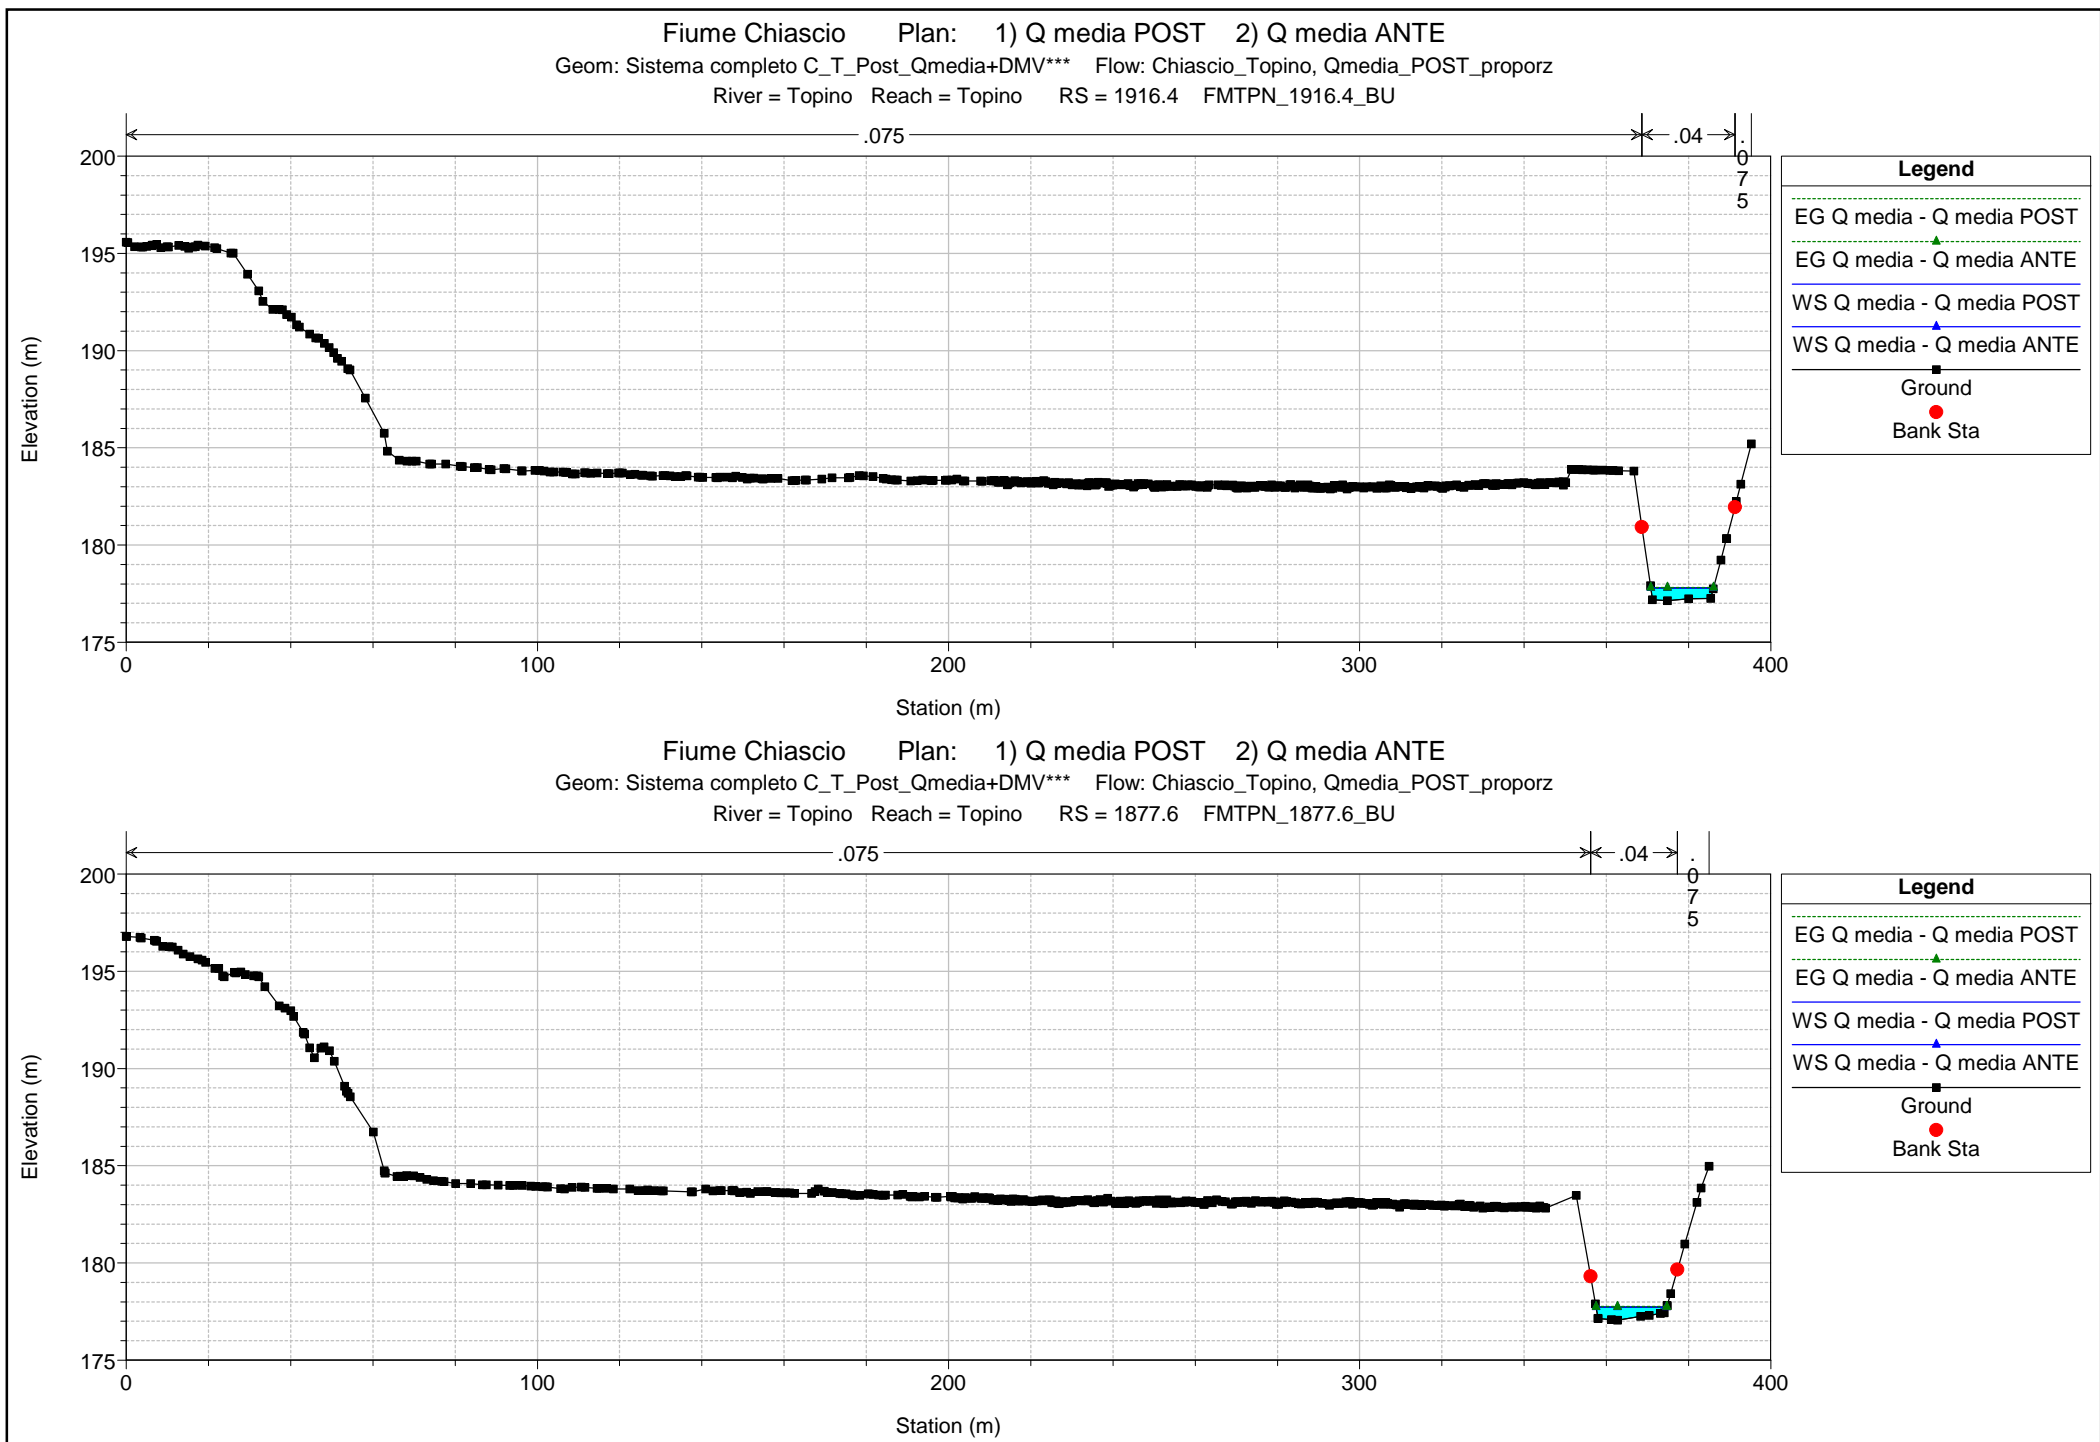 Fiume Chiascio Plan: 1) Q media POST 2) Q media ANTE
Geom: Sistema completo C_T_Post_Qmedia+DMV*** Flow: Chiascio_Topino, Qmedia_POST_proporz
River = Topino Reach = Topino RS = 1916.4 FMTPN_1916.4_BU
.075
.04
.075
200
195
190
185
180
175
Elevation (m)
0 100 200 300 400
Station (m)
Legend
EG Q media - Q media POST
EG Q media - Q media ANTE
WS Q media - Q media POST
WS Q media - Q media ANTE
Ground
Bank Sta
Fiume Chiascio Plan: 1) Q media POST 2) Q media ANTE
Geom: Sistema completo C_T_Post_Qmedia+DMV*** Flow: Chiascio_Topino, Qmedia_POST_proporz
River = Topino Reach = Topino RS = 1877.6 FMTPN_1877.6_BU
.075
.04
.075
200
195
190
185
180
175
Elevation (m)
0 100 200 300 400
Station (m)
Legend
EG Q media - Q media POST
EG Q media - Q media ANTE
WS Q media - Q media POST
WS Q media - Q media ANTE
Ground
Bank Sta